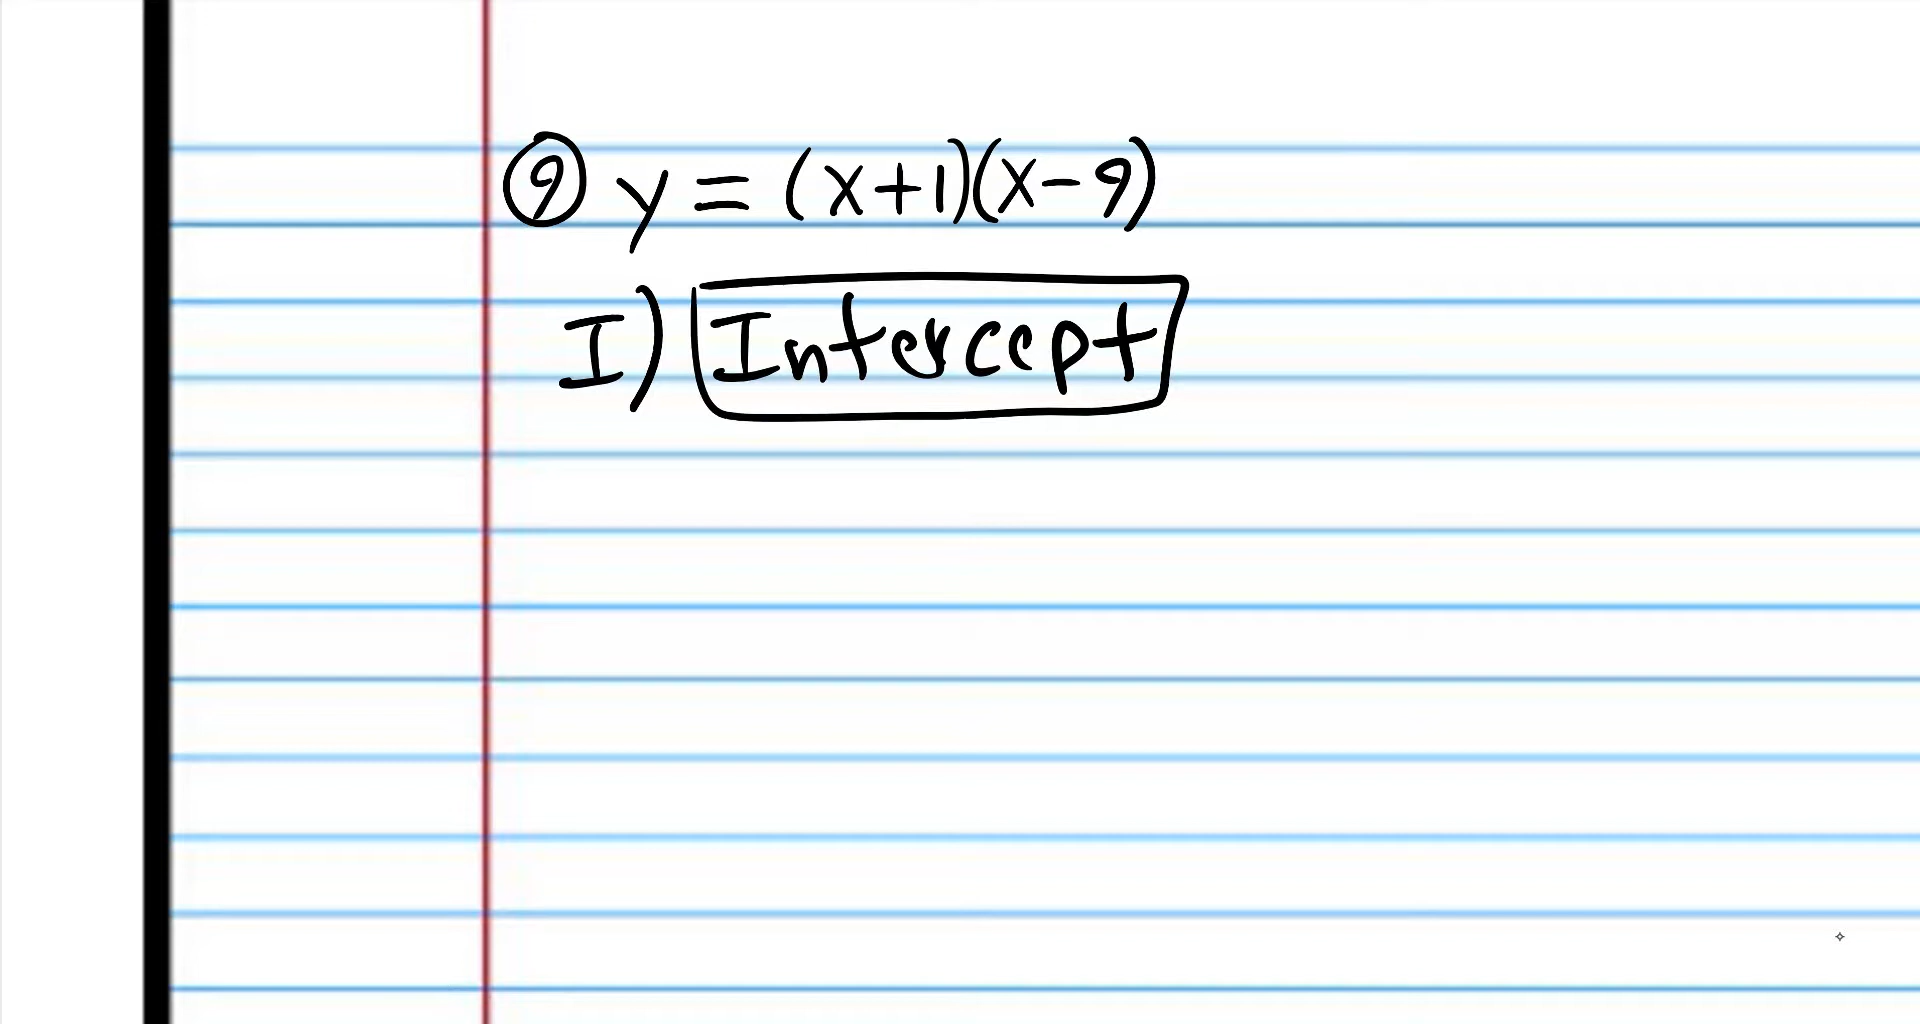 ⑨ y = (x+1)(x-9)
I) Intercept